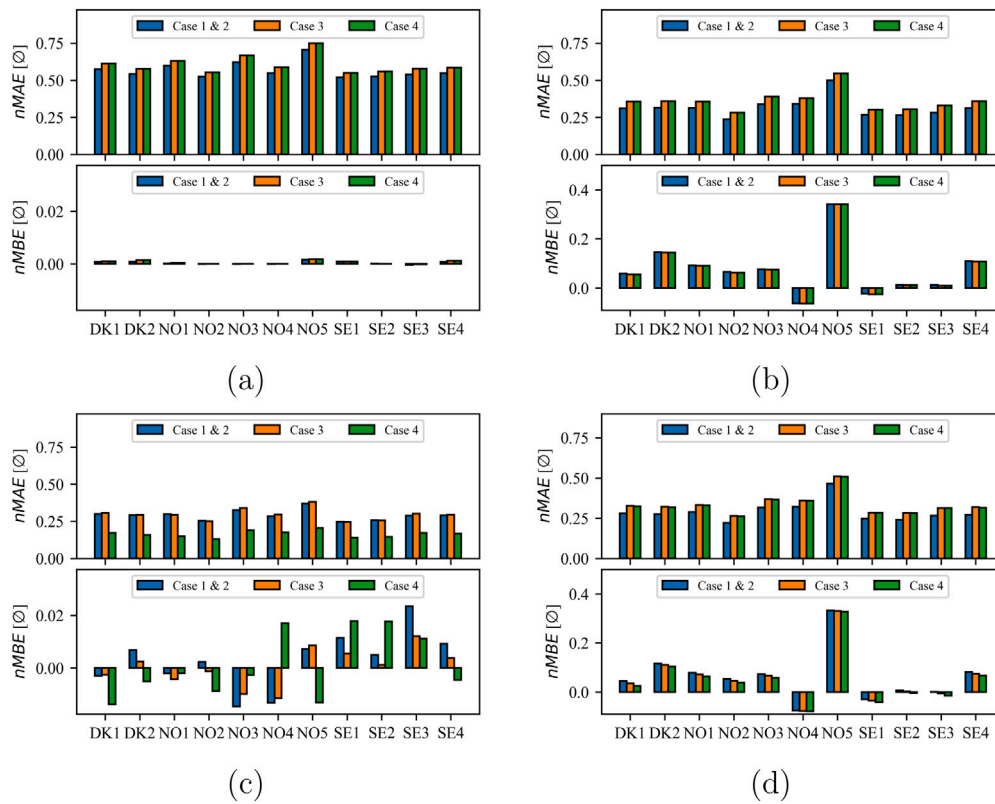 Case 1 & 2 Case 3 Case 4
nMAE [∅]
0.75
0.50
0.25
0.00
Case 1 & 2 Case 3 Case 4
nMBE [∅]
0.02
0.00
DK1 DK2 NO1 NO2 NO3 NO4 NO5 SE1 SE2 SE3 SE4
(a)
Case 1 & 2 Case 3 Case 4
nMAE [∅]
0.75
0.50
0.25
0.00
Case 1 & 2 Case 3 Case 4
nMBE [∅]
0.4
0.2
0.0
DK1 DK2 NO1 NO2 NO3 NO4 NO5 SE1 SE2 SE3 SE4
(b)
Case 1 & 2 Case 3 Case 4
nMAE [∅]
0.75
0.50
0.25
0.00
Case 1 & 2 Case 3 Case 4
nMBE [∅]
0.02
0.00
DK1 DK2 NO1 NO2 NO3 NO4 NO5 SE1 SE2 SE3 SE4
(c)
Case 1 & 2 Case 3 Case 4
nMAE [∅]
0.75
0.50
0.25
0.00
Case 1 & 2 Case 3 Case 4
nMBE [∅]
0.4
0.2
0.0
DK1 DK2 NO1 NO2 NO3 NO4 NO5 SE1 SE2 SE3 SE4
(d)